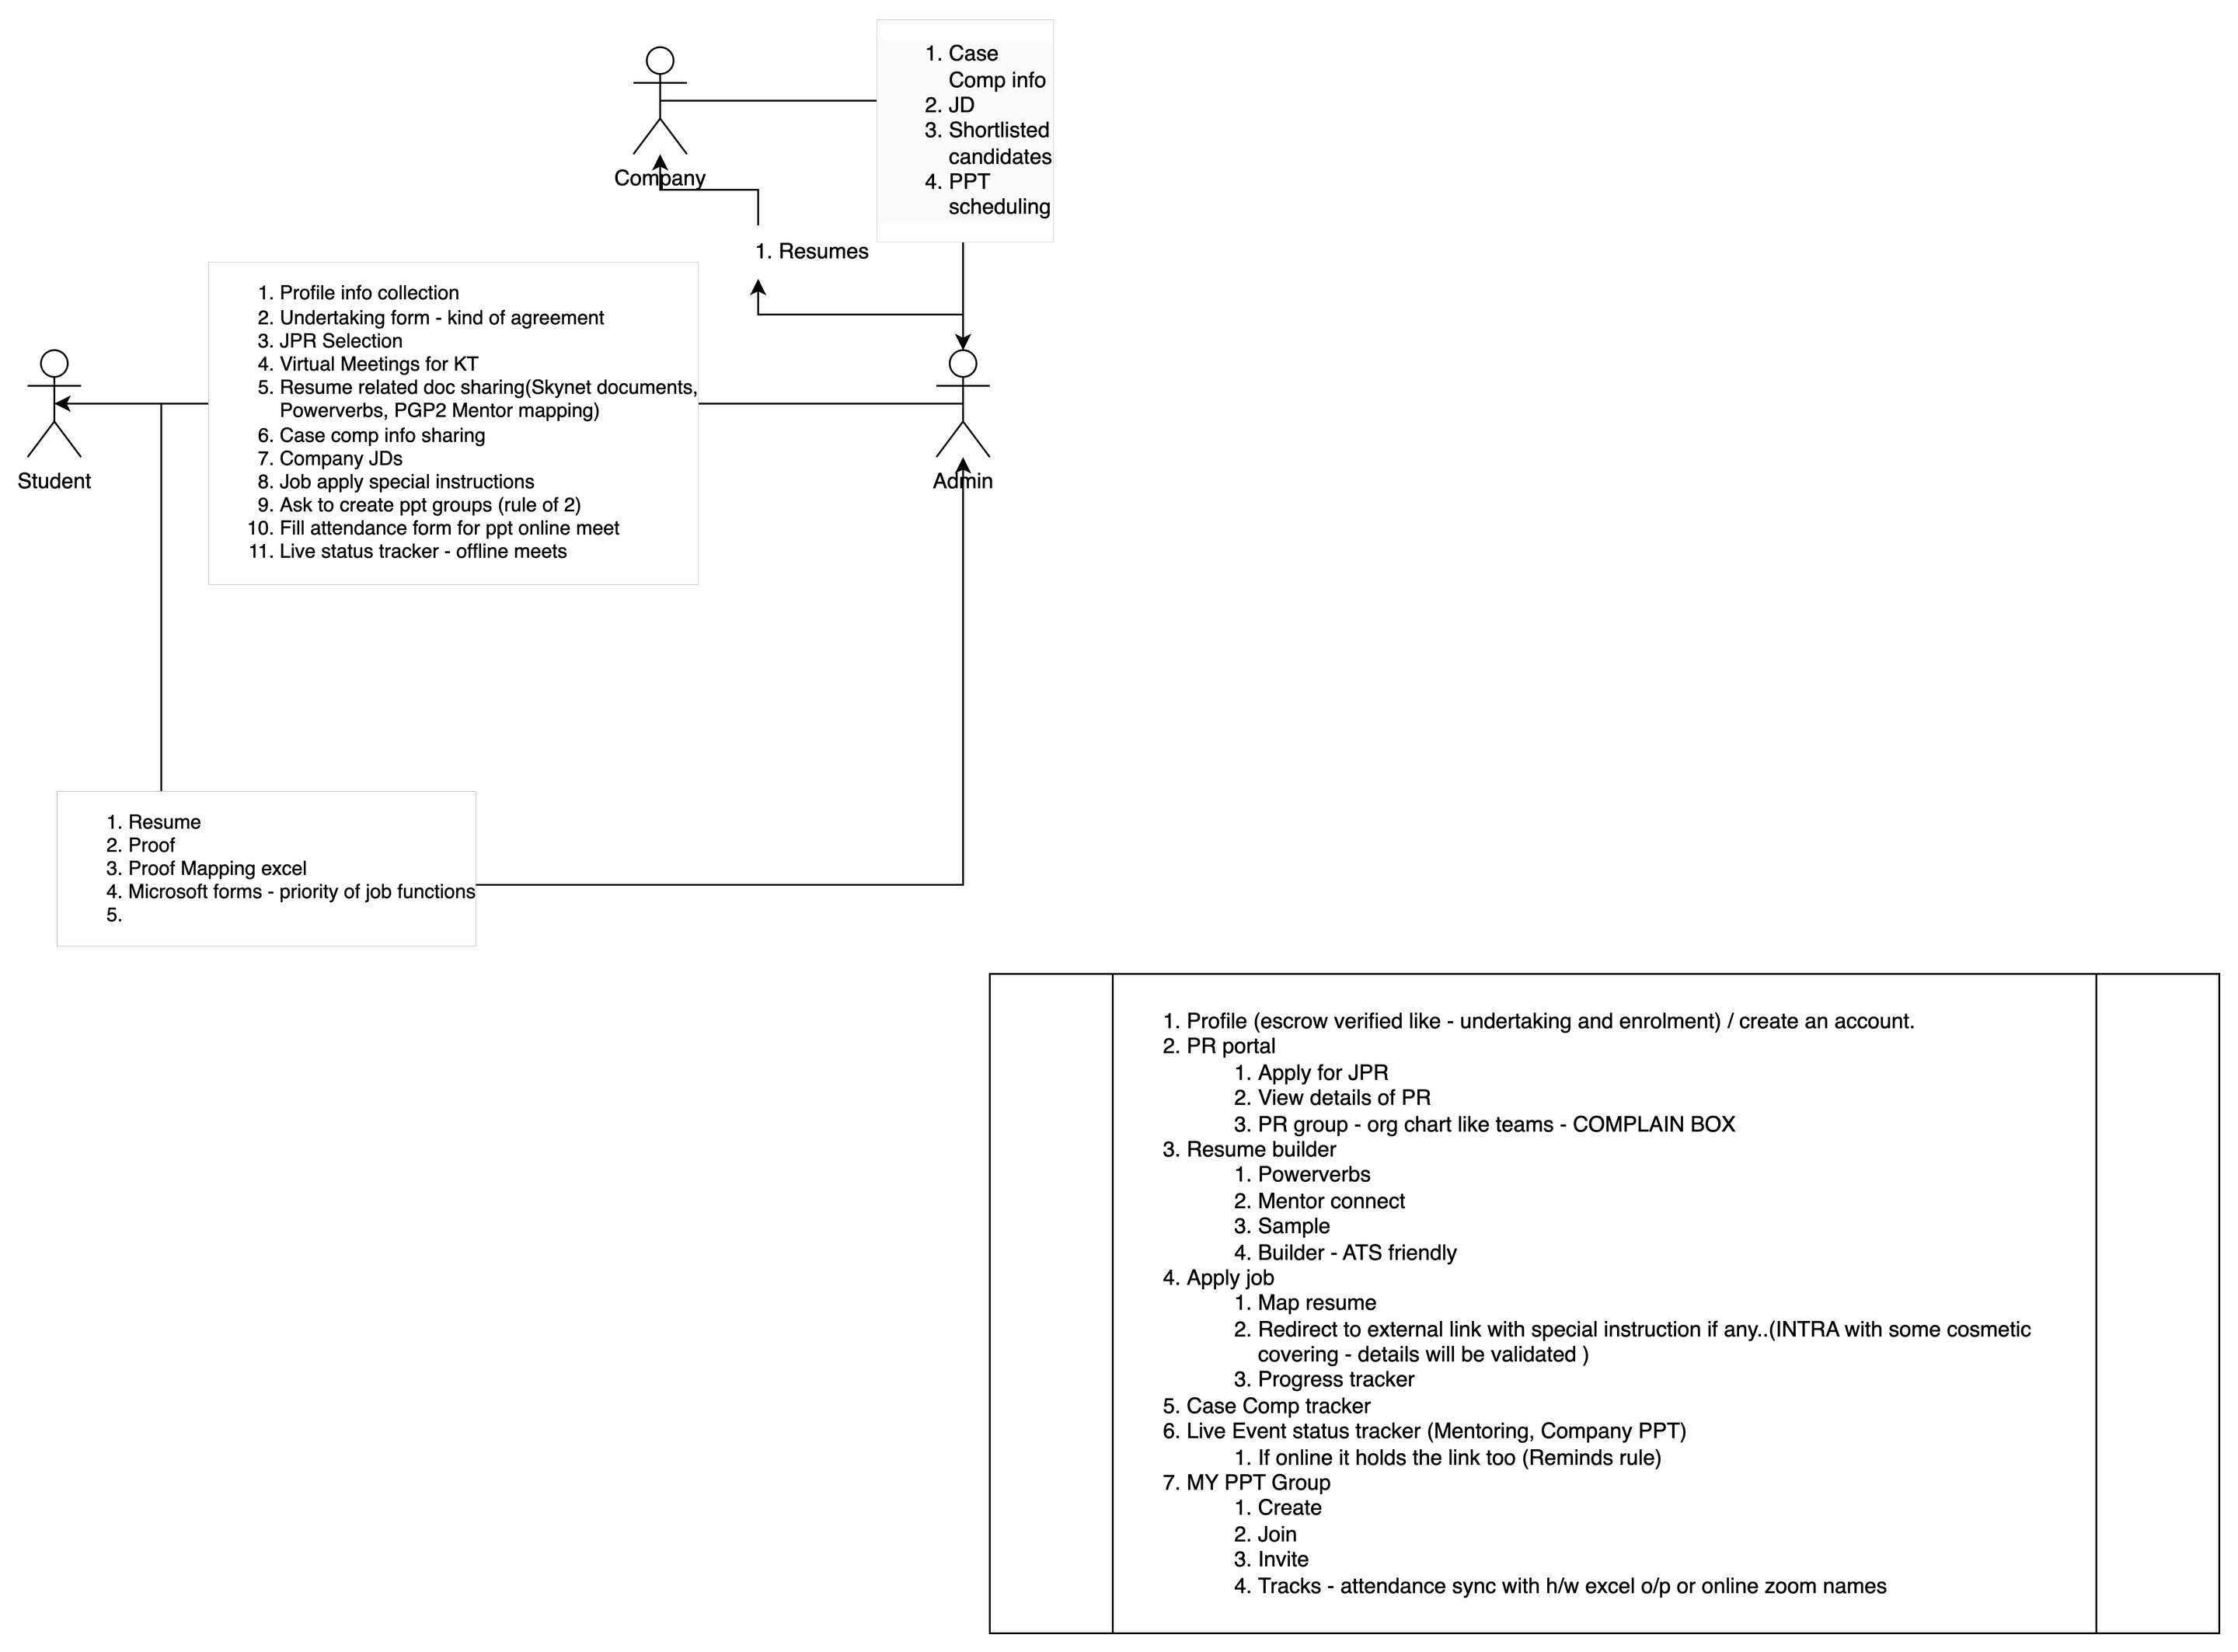 1. Case
Comp info
2. JD
3. Shortlisted
candidates
4. PPT
scheduling
Company
1. Resumes
1. Profile info collection
2. Undertaking form - kind of agreement
3. JPR Selection
4. Virtual Meetings for KT
5. Resume related doc sharing(Skynet documents,
Powerverbs, PGP2 Mentor mapping)
6. Case comp info sharing
7. Company JDs
8. Job apply special instructions
9. Ask to create ppt groups (rule of 2)
10. Fill attendance form for ppt online meet
11. Live status tracker - offline meets
Student
Admin
1. Resume
2. Proof
3. Proof Mapping excel
4. Microsoft forms - priority of job functions
5.
1. Profile (escrow verified like - undertaking and enrolment) / create an account.
2. PR portal
1. Apply for JPR
2. View details of PR
3. PR group - org chart like teams - COMPLAIN BOX
3. Resume builder
1. Powerverbs
2. Mentor connect
3. Sample
4. Builder - ATS friendly
4. Apply job
1. Map resume
2. Redirect to external link with special instruction if any..(INTRA with some cosmetic
covering - details will be validated )
3. Progress tracker
5. Case Comp tracker
6. Live Event status tracker (Mentoring, Company PPT)
1. If online it holds the link too (Reminds rule)
7. MY PPT Group
1. Create
2. Join
3. Invite
4. Tracks - attendance sync with h/w excel o/p or online zoom names